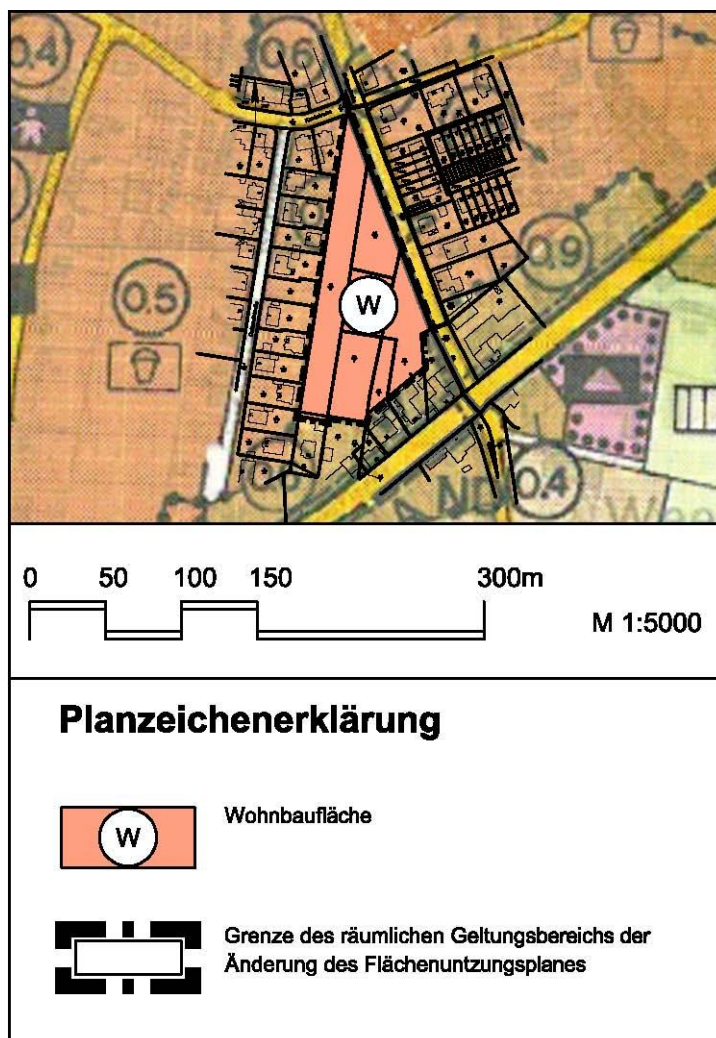 0.4
0.6
0.9
0.5
W
0.4
0 50 100 150 300m
M 1:5000
Planzeichenerklärung
W
Wohnbaufläche
Grenze des räumlichen Geltungsbereichs der
Änderung des Flächenuntzungsplanes